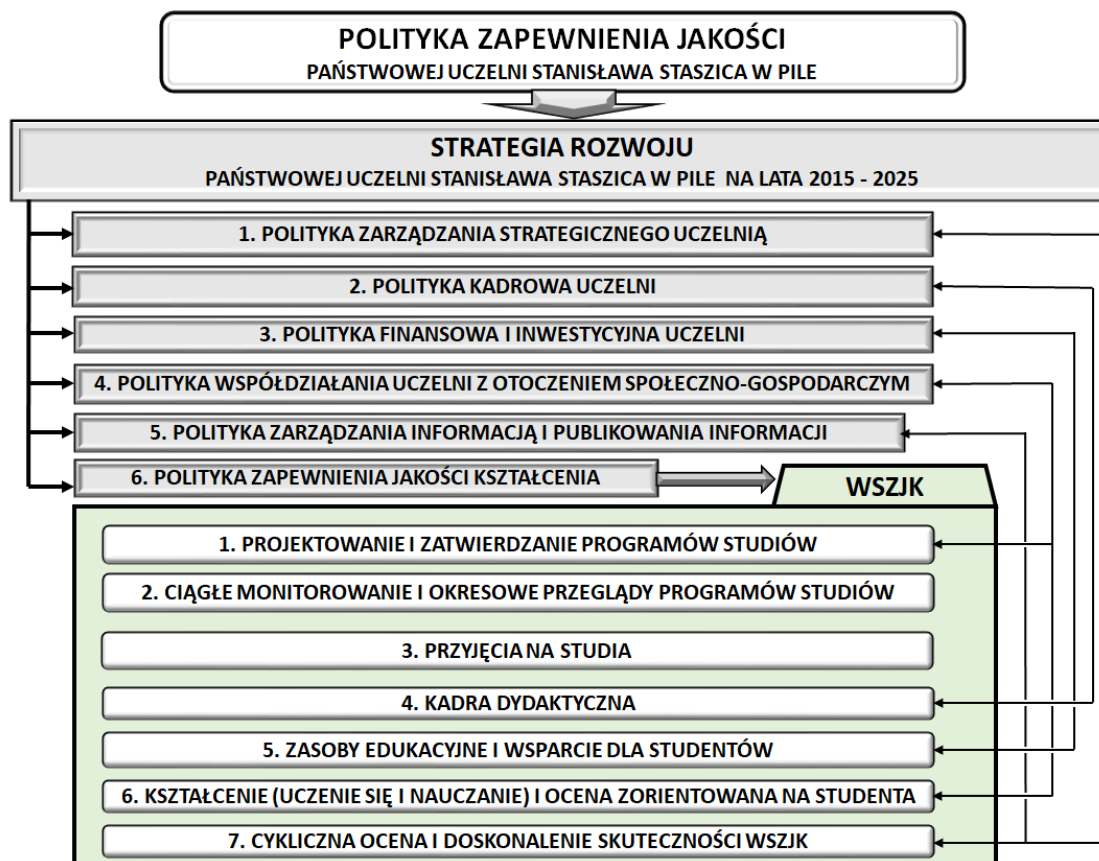 POLITYKA ZAPEWNIENIA JAKOŚCI
PAŃSTWOWEJ UCZELNI STANISŁAWA STASZICA W PILE
STRATEGIA ROZWOJU
PAŃSTWOWEJ UCZELNI STANISŁAWA STASZICA W PILE NA LATA 2015 - 2025
1. POLITYKA ZARZĄDZANIA STRATEGICZNEGO UCZELNIĄ
2. POLITYKA KADROWA UCZELNI
3. POLITYKA FINANSOWA I INWESTYCYJNA UCZELNI
4. POLITYKA WSPÓŁDZIAŁANIA UCZELNI Z OTOCZENIEM SPOŁECZNO-GOSPODARCZYM
5. POLITYKA ZARZĄDZANIA INFORMACJĄ I PUBLIKOWANIA INFORMACJI
6. POLITYKA ZAPEWNIENIA JAKOŚCI KSZTAŁCENIA
WSZJK
1. PROJEKTOWANIE I ZATWIERDZANIE PROGRAMÓW STUDIÓW
2. CIĄGŁE MONITOROWANIE I OKRESOWE PRZEGLĄDY PROGRAMÓW STUDIÓW
3. PRZYJĘCIA NA STUDIA
4. KADRA DYDAKTYCZNA
5. ZASOBY EDUKACYJNE I WSPARCIE DLA STUDENTÓW
6. KSZTAŁCENIE (UCZENIE SIĘ I NAUCZANIE) I OCENA ZORIENTOWANA NA STUDENTA
7. CYKLICZNA OCENA I DOSKONALENIE SKUTECZNOŚCI WSZJK